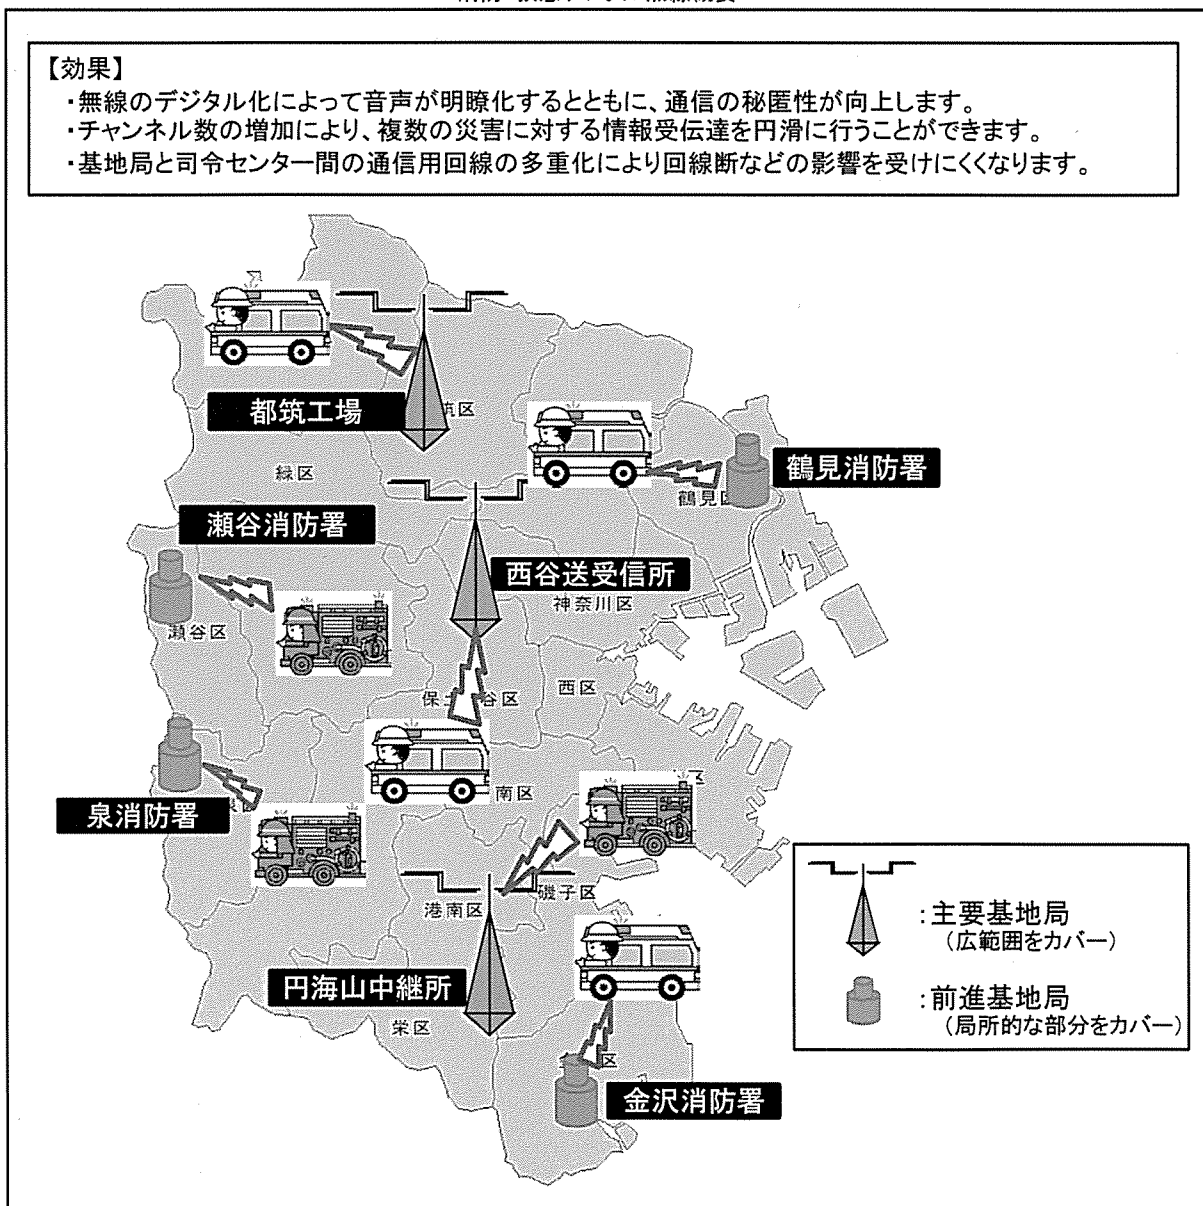 【効果】
・無線のデジタル化によって音声が明瞭化するとともに、通信の秘匿性が向上します。
・チャンネル数の増加により、複数の災害に対する情報受伝達を円滑に行うことができます。
・基地局と司令センター間の通信用回線の多重化により回線断などの影響を受けにくくなります。
都筑工場
筑区
緑区
鶴見消防署
鶴見区
瀬谷消防署
西谷送受信所
神奈川区
瀬谷区
西区
谷区
南区
泉消防署
磯子区
港南区
円海山中継所
栄区
区
金沢消防署
:主要基地局
(広範囲をカバー)
:前進基地局
(局所的な部分をカバー)